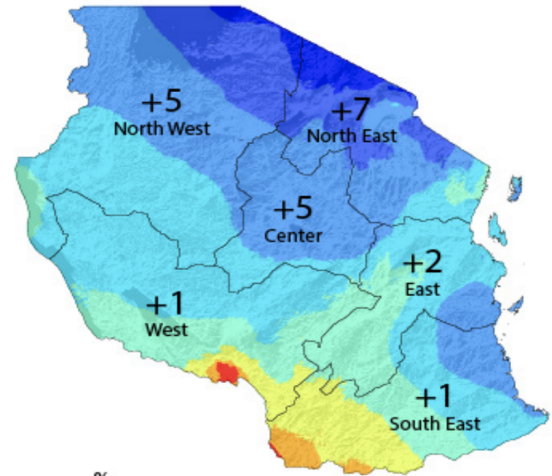 +5
North West
+7
North East
+5
Center
+2
East
+1
West
+1
South East
%